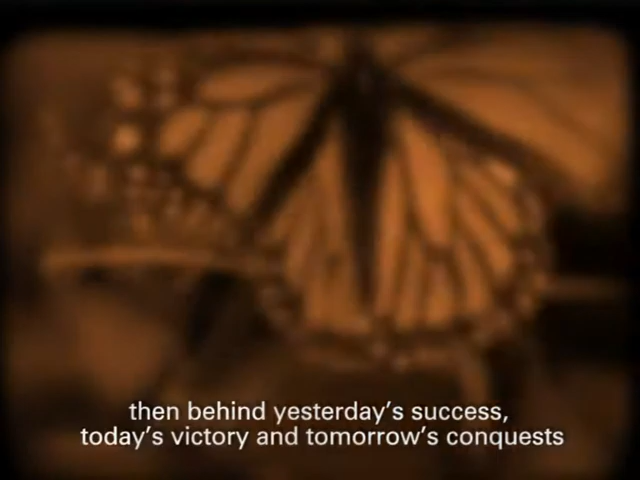 then behind yesterday's success,
today's victory and tomorrow's conquests